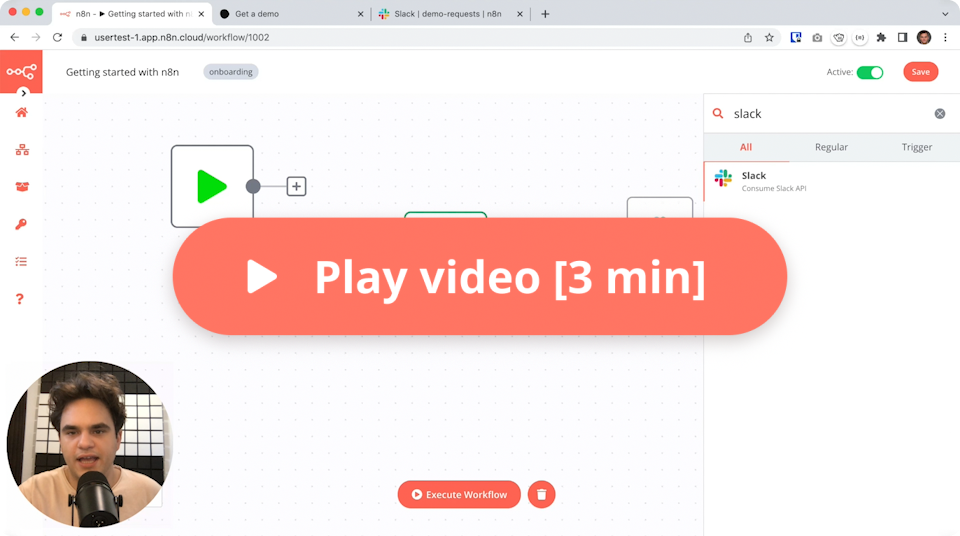 n8n - ▶ Getting started with n8
Get a demo
Slack | demo-requests | n8n
usertest-1.app.n8n.cloud/workflow/1002
Getting started with n8n
onboarding
Active:
Save
slack
All
Regular
Trigger
Slack
Consume Slack API
Play video [3 min]
Execute Workflow